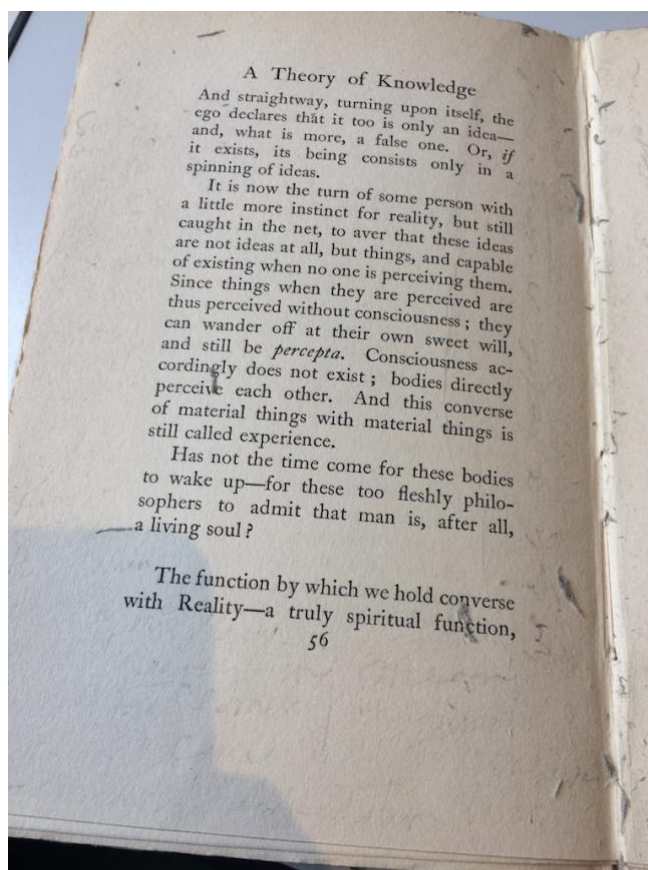 A Theory of Knowledge
And straightway, turning upon itself, the
ego declares that it too is only an idea—
and, what is more, a false one. Or, if
it exists, its being consists only in a
spinning of ideas.
It is now the turn of some person with
a little more instinct for reality, but still
caught in the net, to aver that these ideas
are not ideas at all, but things, and capable
of existing when no one is perceiving them.
Since things when they are perceived are
thus perceived without consciousness; they
can wander off at their own sweet will,
and still be percepta. Consciousness ac-
cordingly does not exist; bodies directly
perceive each other. And this converse
of material things with material things is
still called experience.
Has not the time come for these bodies
to wake up—for these too fleshly philo-
sophers to admit that man is, after all,
a living soul?
The function by which we hold converse
with Reality—a truly spiritual function,
56